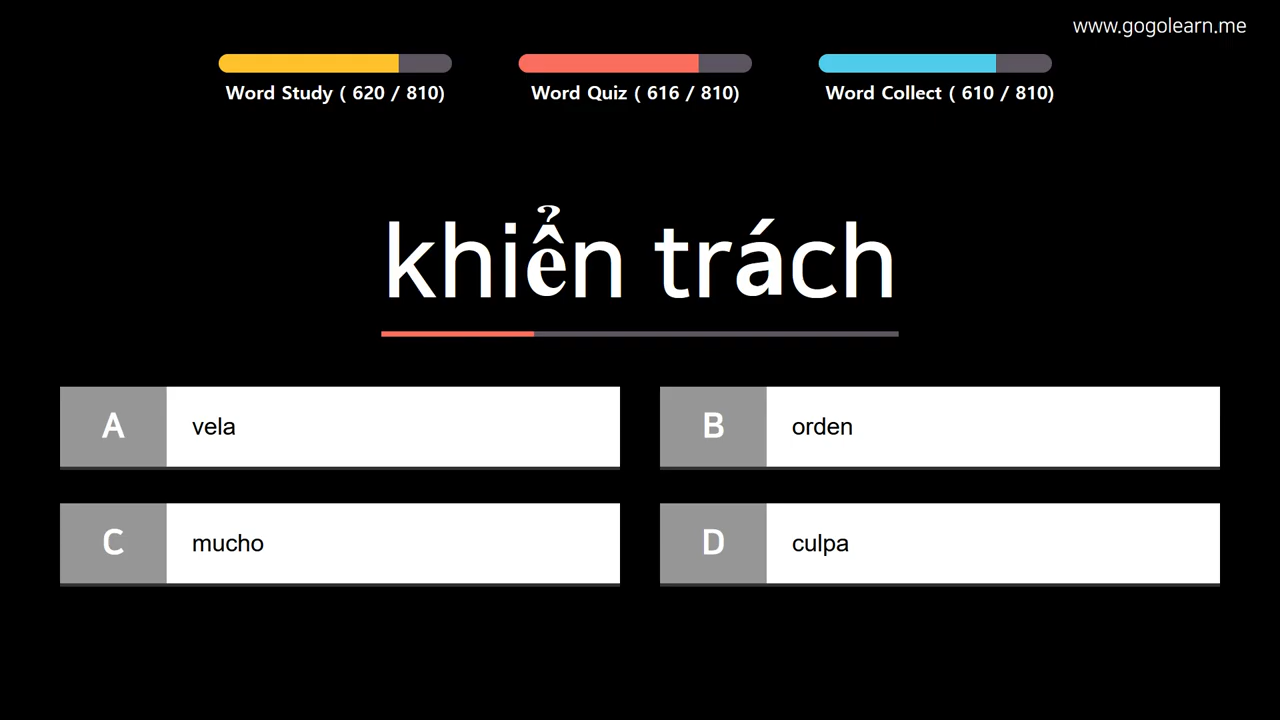 www.gogolearn.me
Word Study ( 620 / 810)
Word Quiz ( 616 / 810)
Word Collect ( 610 / 810)
khiển trách
A vela
B orden
C mucho
D culpa